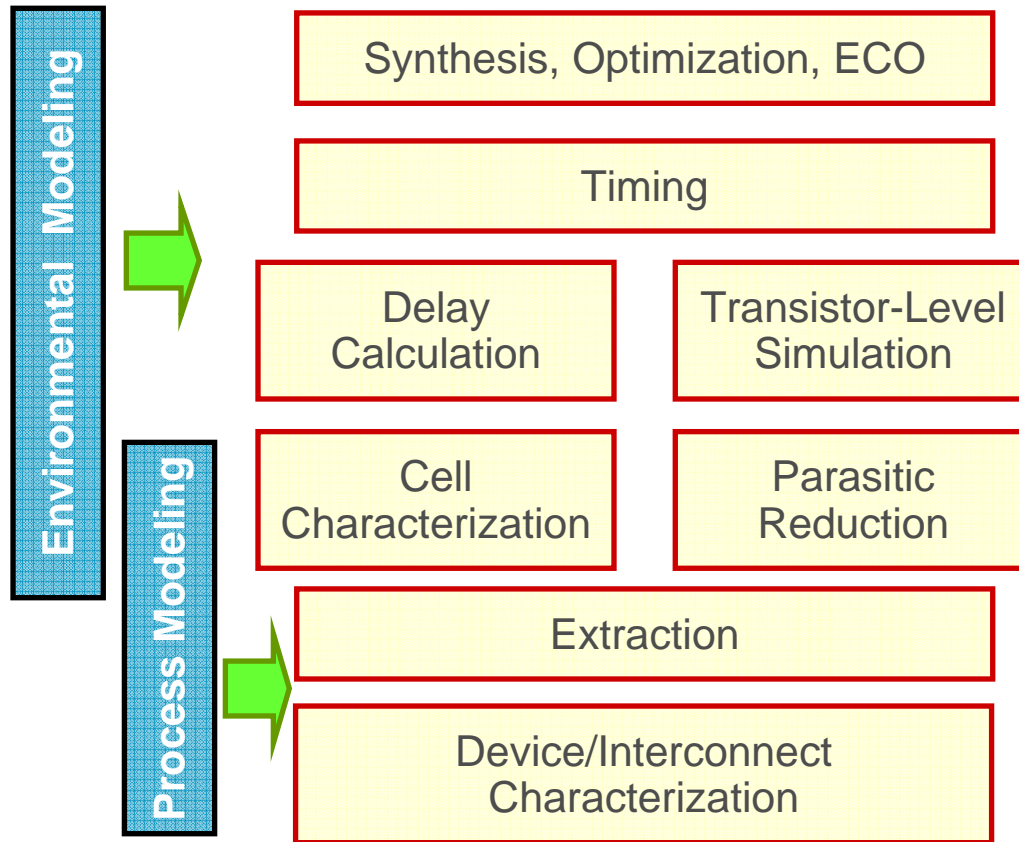 Environmental Modeling
Process Modeling
Synthesis, Optimization, ECO
Timing
Delay
Calculation
Transistor-Level
Simulation
Cell
Characterization
Parasitic
Reduction
Extraction
Device/Interconnect
Characterization